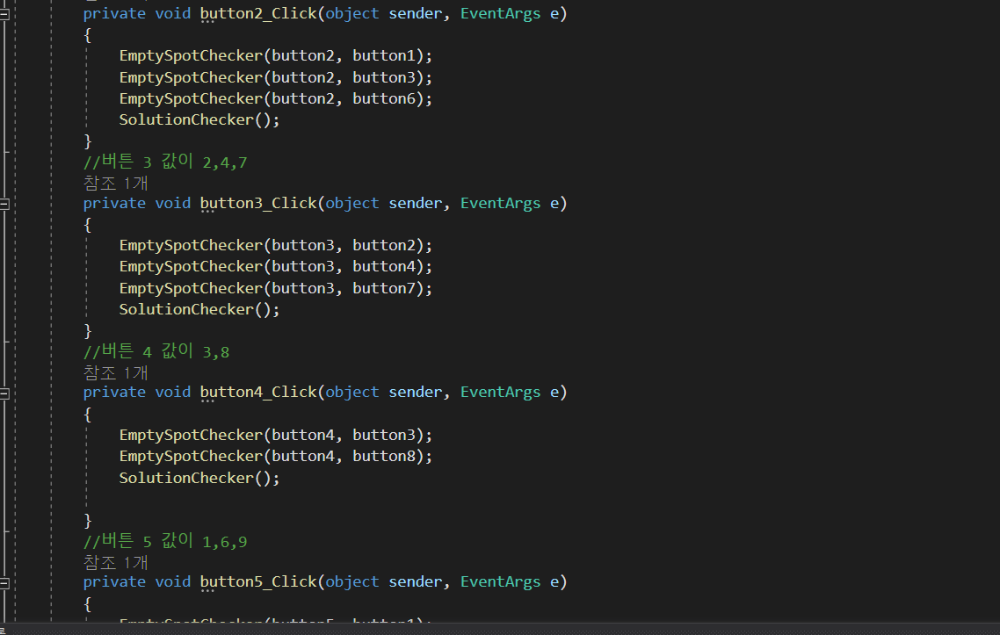 private void button2_Click(object sender, EventArgs e)
{
EmptySpotChecker(button2, button1);
EmptySpotChecker(button2, button3);
EmptySpotChecker(button2, button6);
SolutionChecker();
}
//버튼 3 값이 2,4,7
참조 1개
private void button3_Click(object sender, EventArgs e)
{
EmptySpotChecker(button3, button2);
EmptySpotChecker(button3, button4);
EmptySpotChecker(button3, button7);
SolutionChecker();
}
//버튼 4 값이 3,8
참조 1개
private void button4_Click(object sender, EventArgs e)
{
EmptySpotChecker(button4, button3);
EmptySpotChecker(button4, button8);
SolutionChecker();
}
//버튼 5 값이 1,6,9
참조 1개
private void button5_Click(object sender, EventArgs e)
{
EmptySpotChecker(button5, button1);